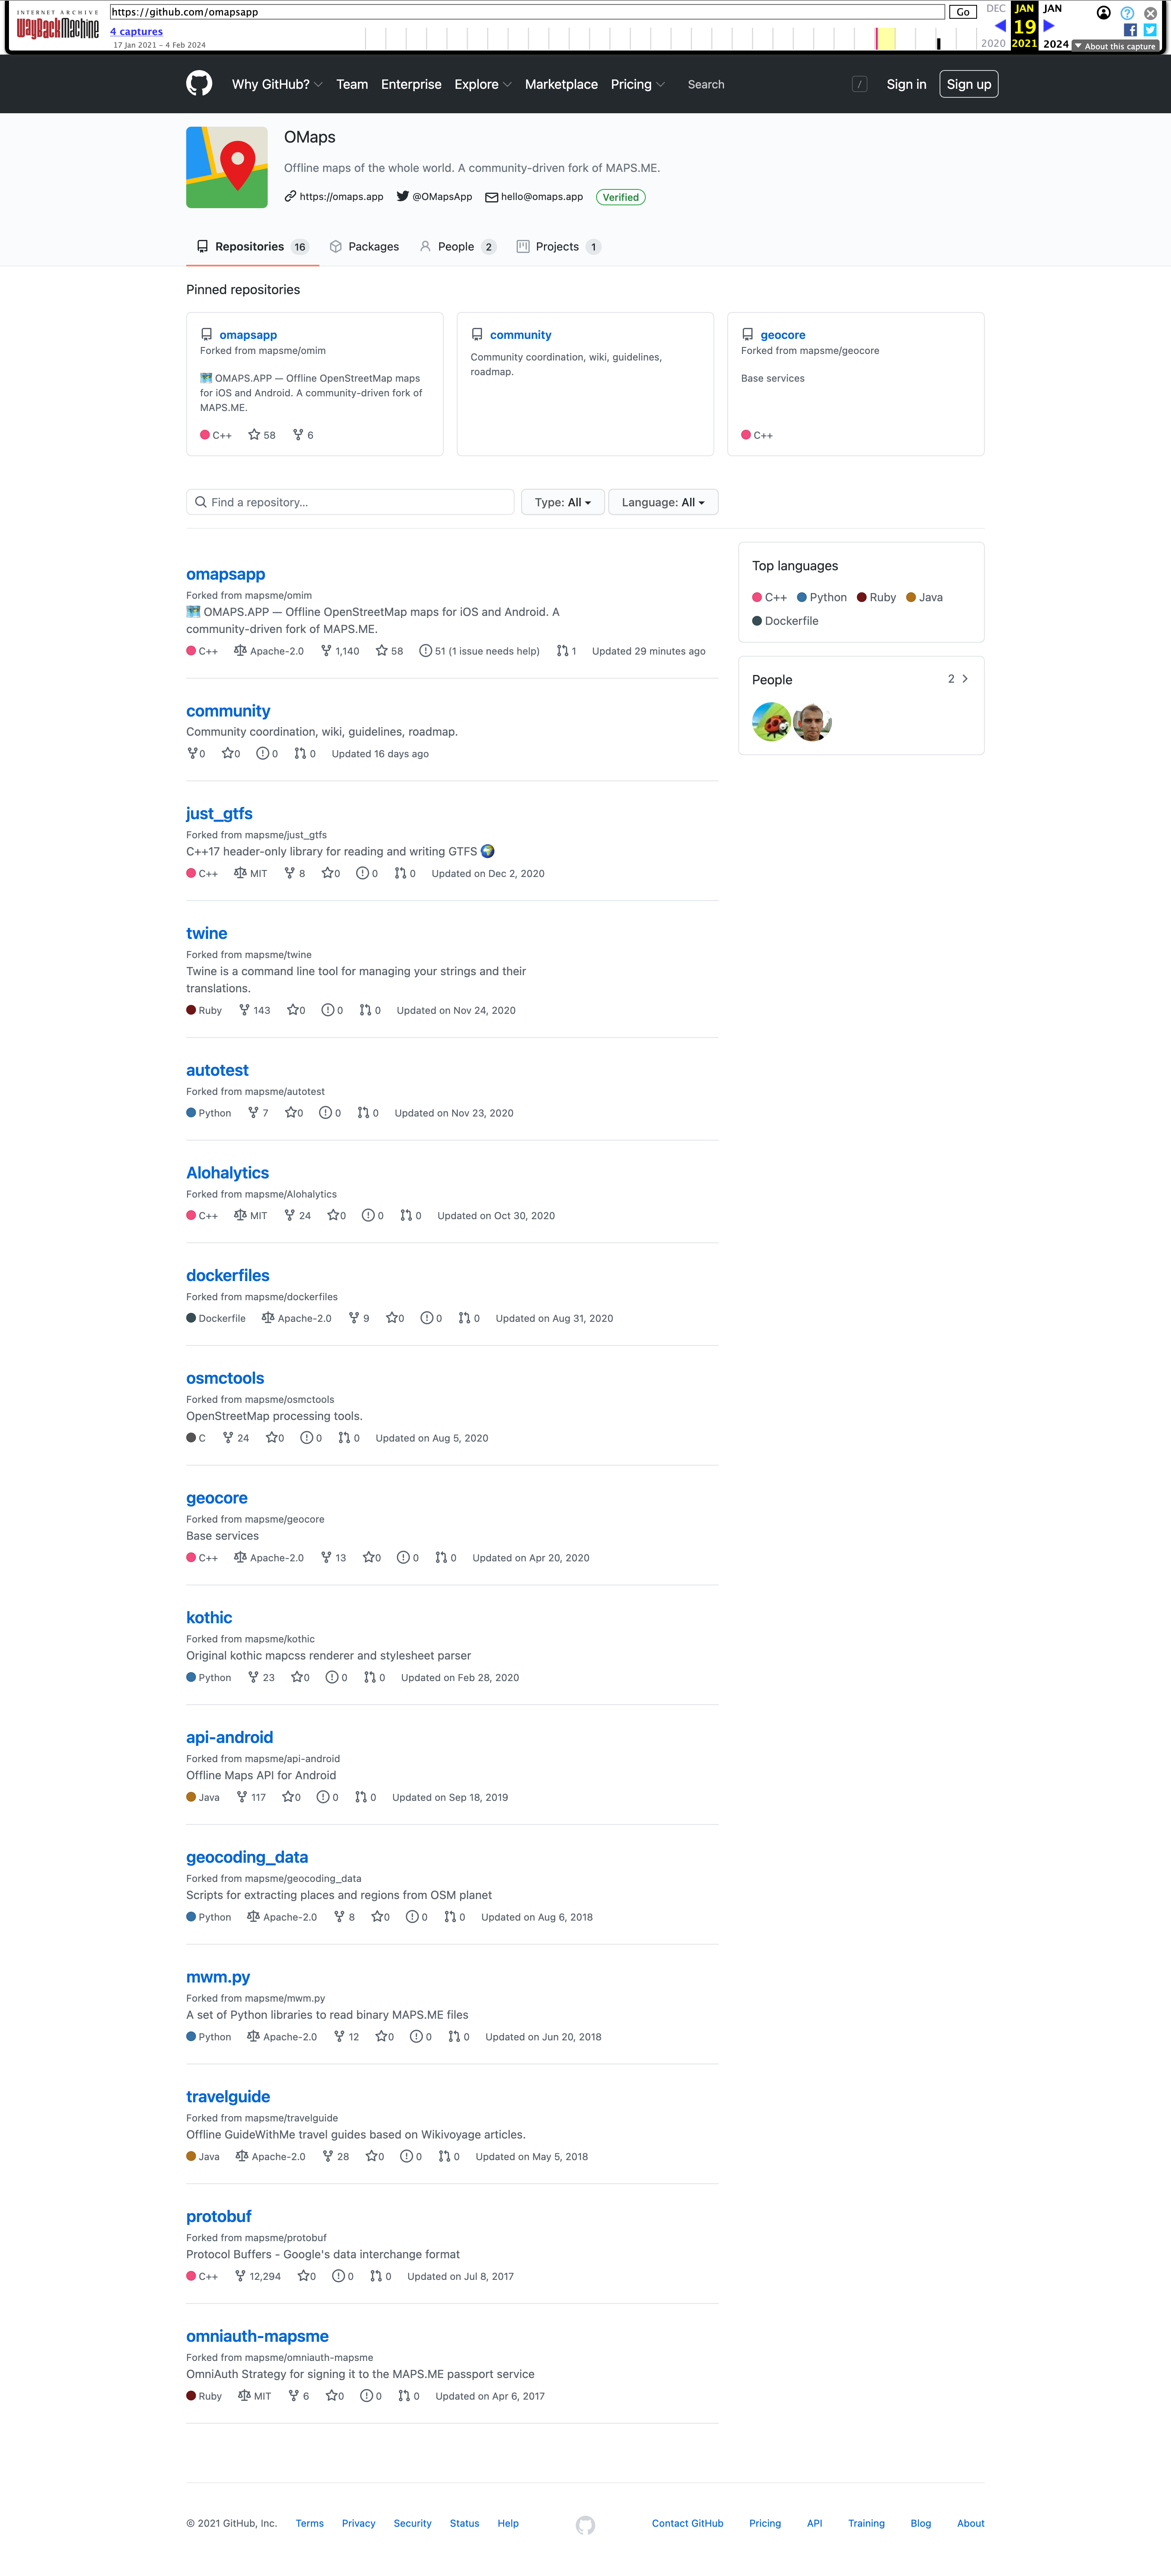 INTERNET ARCHIVE
WayBackMachine
https://github.com/omapsapp
Go
4 captures
17 Jan 2021 – 4 Feb 2024
DEC JAN JAN
19
2020 2021 2024
About this capture
Why GitHub? Team Enterprise Explore Marketplace Pricing Search / Sign in Sign up
OMaps
Offline maps of the whole world. A community-driven fork of MAPS.ME.
https://omaps.app @OMapsApp hello@omaps.app Verified
Repositories 16 Packages People 2 Projects 1
Pinned repositories
omapsapp
Forked from mapsme/omim
OMAPS.APP — Offline OpenStreetMap maps
for iOS and Android. A community-driven fork of
MAPS.ME.
C++ 58 6
community
Community coordination, wiki, guidelines,
roadmap.
geocore
Forked from mapsme/geocore
Base services
C++
Find a repository… Type: All Language: All
omapsapp
Forked from mapsme/omim
OMAPS.APP — Offline OpenStreetMap maps for iOS and Android. A
community-driven fork of MAPS.ME.
C++ Apache-2.0 1,140 58 51 (1 issue needs help) 1 Updated 29 minutes ago
community
Community coordination, wiki, guidelines, roadmap.
0 0 0 0 Updated 16 days ago
just_gtfs
Forked from mapsme/just_gtfs
C++17 header-only library for reading and writing GTFS
C++ MIT 8 0 0 0 Updated on Dec 2, 2020
twine
Forked from mapsme/twine
Twine is a command line tool for managing your strings and their
translations.
Ruby 143 0 0 0 Updated on Nov 24, 2020
autotest
Forked from mapsme/autotest
Python 7 0 0 0 Updated on Nov 23, 2020
Alohalytics
Forked from mapsme/Alohalytics
C++ MIT 24 0 0 0 Updated on Oct 30, 2020
dockerfiles
Forked from mapsme/dockerfiles
Dockerfile Apache-2.0 9 0 0 0 Updated on Aug 31, 2020
osmctools
Forked from mapsme/osmctools
OpenStreetMap processing tools.
C 24 0 0 0 Updated on Aug 5, 2020
geocore
Forked from mapsme/geocore
Base services
C++ Apache-2.0 13 0 0 0 Updated on Apr 20, 2020
kothic
Forked from mapsme/kothic
Original kothic mapcss renderer and stylesheet parser
Python 23 0 0 0 Updated on Feb 28, 2020
api-android
Forked from mapsme/api-android
Offline Maps API for Android
Java 117 0 0 0 Updated on Sep 18, 2019
geocoding_data
Forked from mapsme/geocoding_data
Scripts for extracting places and regions from OSM planet
Python Apache-2.0 8 0 0 0 Updated on Aug 6, 2018
mwm.py
Forked from mapsme/mwm.py
A set of Python libraries to read binary MAPS.ME files
Python Apache-2.0 12 0 0 0 Updated on Jun 20, 2018
travelguide
Forked from mapsme/travelguide
Offline GuideWithMe travel guides based on Wikivoyage articles.
Java Apache-2.0 28 0 0 0 Updated on May 5, 2018
protobuf
Forked from mapsme/protobuf
Protocol Buffers - Google's data interchange format
C++ 12,294 0 0 0 Updated on Jul 8, 2017
omniauth-mapsme
Forked from mapsme/omniauth-mapsme
OmniAuth Strategy for signing it to the MAPS.ME passport service
Ruby MIT 6 0 0 0 Updated on Apr 6, 2017
Top languages
C++ Python Ruby Java
Dockerfile
People 2
© 2021 GitHub, Inc. Terms Privacy Security Status Help Contact GitHub Pricing API Training Blog About